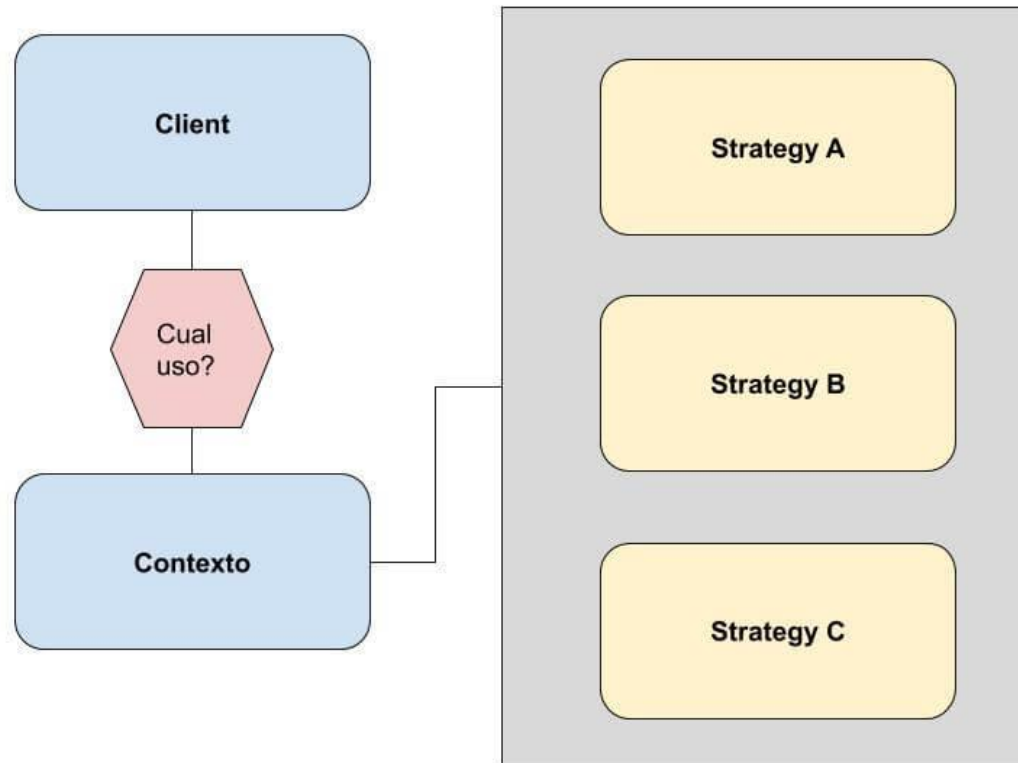 Client
Cual
uso?
Contexto
Strategy A
Strategy B
Strategy C